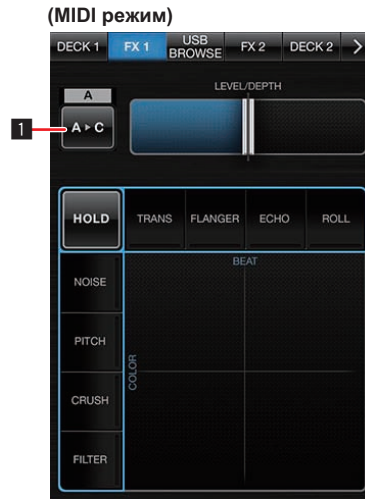 (MIDI режим)
DECK 1 FX 1 USB BROWSE FX 2 DECK 2 >
LEVEL/DEPTH
A
1 A▸C
HOLD TRANS FLANGER ECHO ROLL
BEAT
NOISE
PITCH
COLOR
CRUSH
FILTER